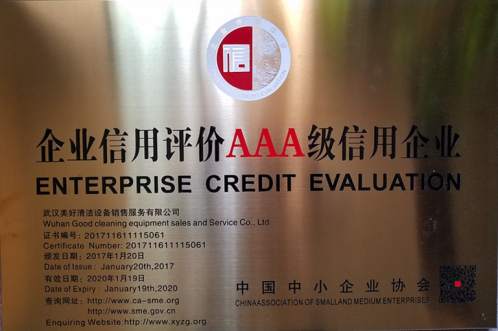 信
企业信用评价AAA级信用企业
ENTERPRISE CREDIT EVALUATION
武汉美好清洁设备销售服务有限公司
Wuhan Good cleaning equipment sales and Service Co., Ltd
证书编号: 201711611115061
Certificate Number: 201711611115061
颁发日期: 2017年1月20日
Date of Issue : January20th,2017
有效日期: 2020年1月19日
Date of Expiry : January19th,2020
查询网址: http://www.ca-sme.org
http://www.sme.gov.cn
Enquiring Website:http://www.xyzg.org
中国中小企业协会
CHINAASSOCIATION OF SMALLAND MEDIUM ENTERPRISES